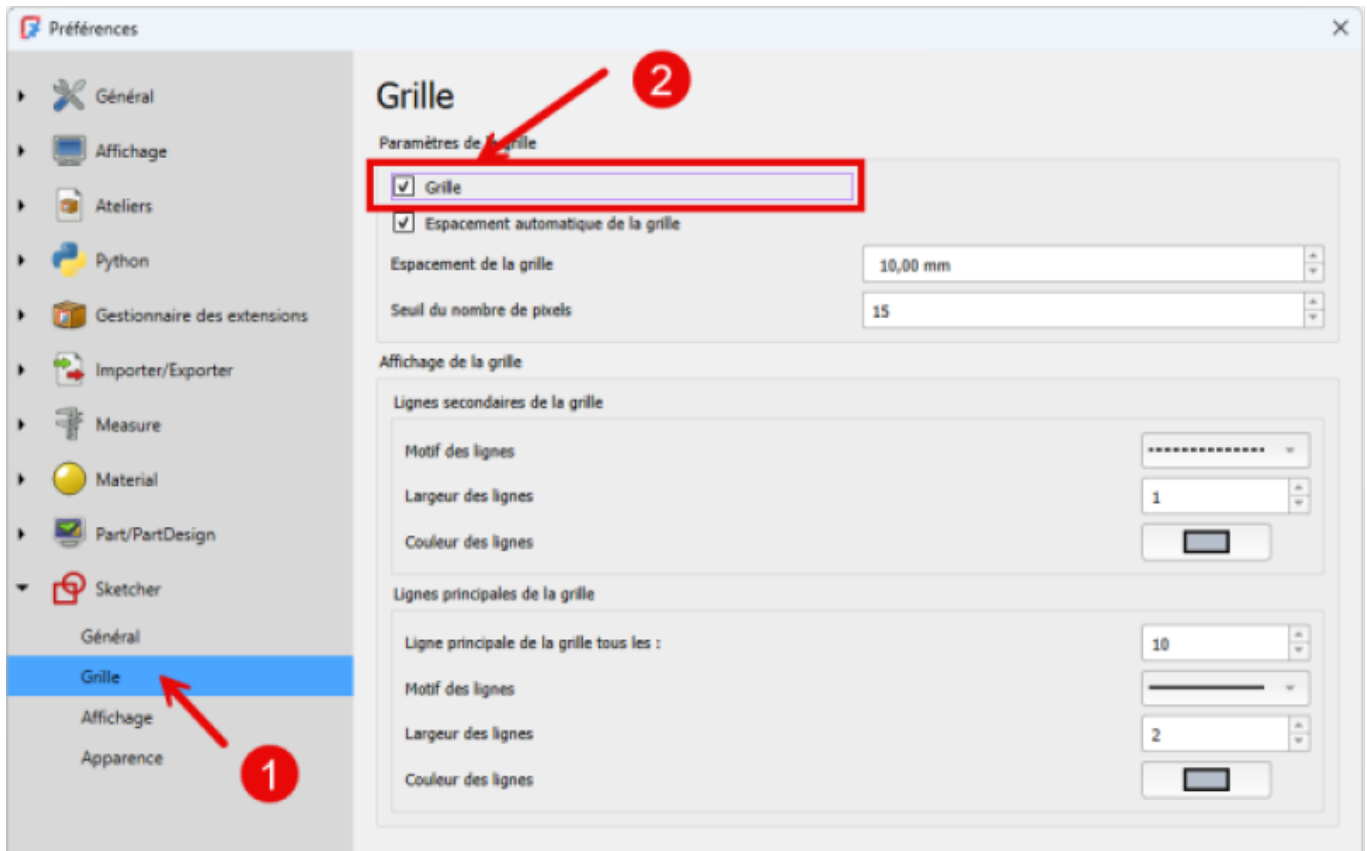 Préférences
Général
Affichage
Ateliers
Python
Gestionnaire des extensions
Importer/Exporter
Measure
Material
Part/PartDesign
Sketcher
Général
Grille
Affichage
Apparence
1
Grille
2
Paramètres de la grille
Grille
Espacement automatique de la grille
Espacement de la grille 10,00 mm
Seuil du nombre de pixels 15
Affichage de la grille
Lignes secondaires de la grille
Motif des lignes
Largeur des lignes 1
Couleur des lignes
Lignes principales de la grille
Ligne principale de la grille tous les : 10
Motif des lignes
Largeur des lignes 2
Couleur des lignes